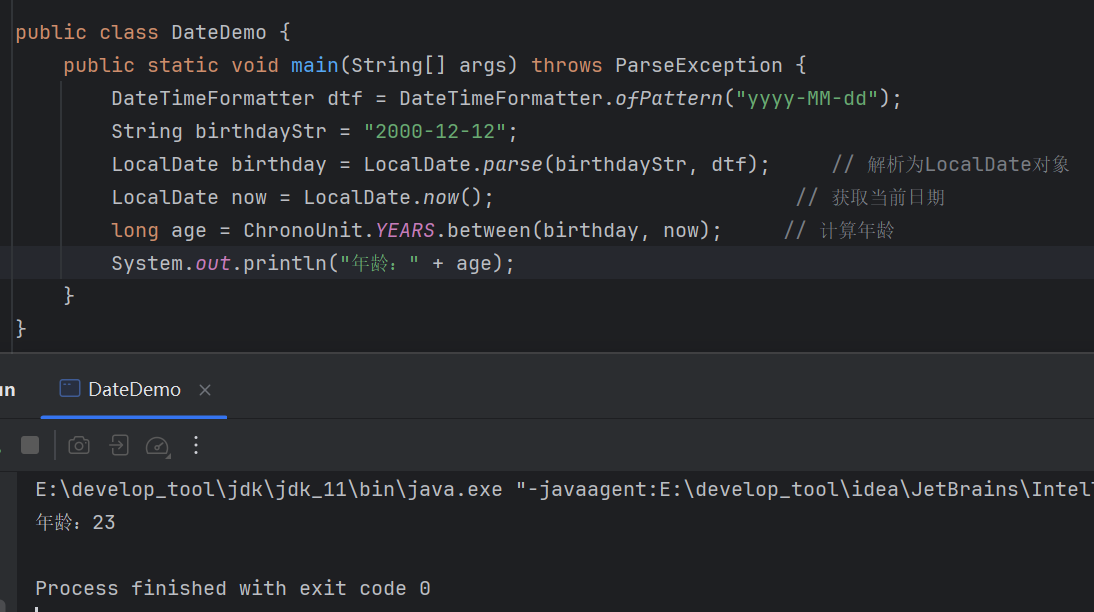 public class DateDemo {
    public static void main(String[] args) throws ParseException {
        DateTimeFormatter dtf = DateTimeFormatter.ofPattern("yyyy-MM-dd");
        String birthdayStr = "2000-12-12";
        LocalDate birthday = LocalDate.parse(birthdayStr, dtf);     // 解析为LocalDate对象
        LocalDate now = LocalDate.now();                         // 获取当前日期
        long age = ChronoUnit.YEARS.between(birthday, now);     // 计算年龄
        System.out.println("年龄：" + age);
    }
}
un DateDemo ×
E:\develop_tool\jdk\jdk_11\bin\java.exe "-javaagent:E:\develop_tool\idea\JetBrains\Intel
年龄：23
Process finished with exit code 0